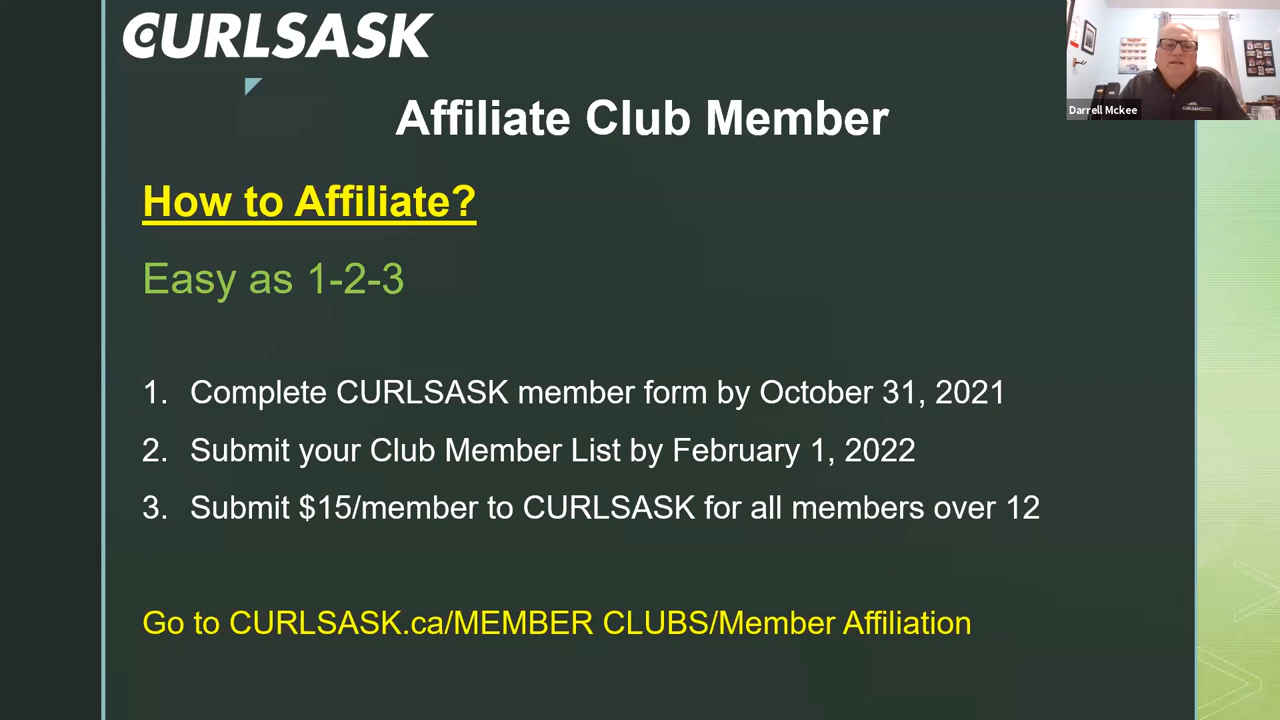 CURLSASK
Darrell Mckee
Affiliate Club Member
How to Affiliate?
Easy as 1-2-3
1. Complete CURLSASK member form by October 31, 2021
2. Submit your Club Member List by February 1, 2022
3. Submit $15/member to CURLSASK for all members over 12
Go to CURLSASK.ca/MEMBER CLUBS/Member Affiliation